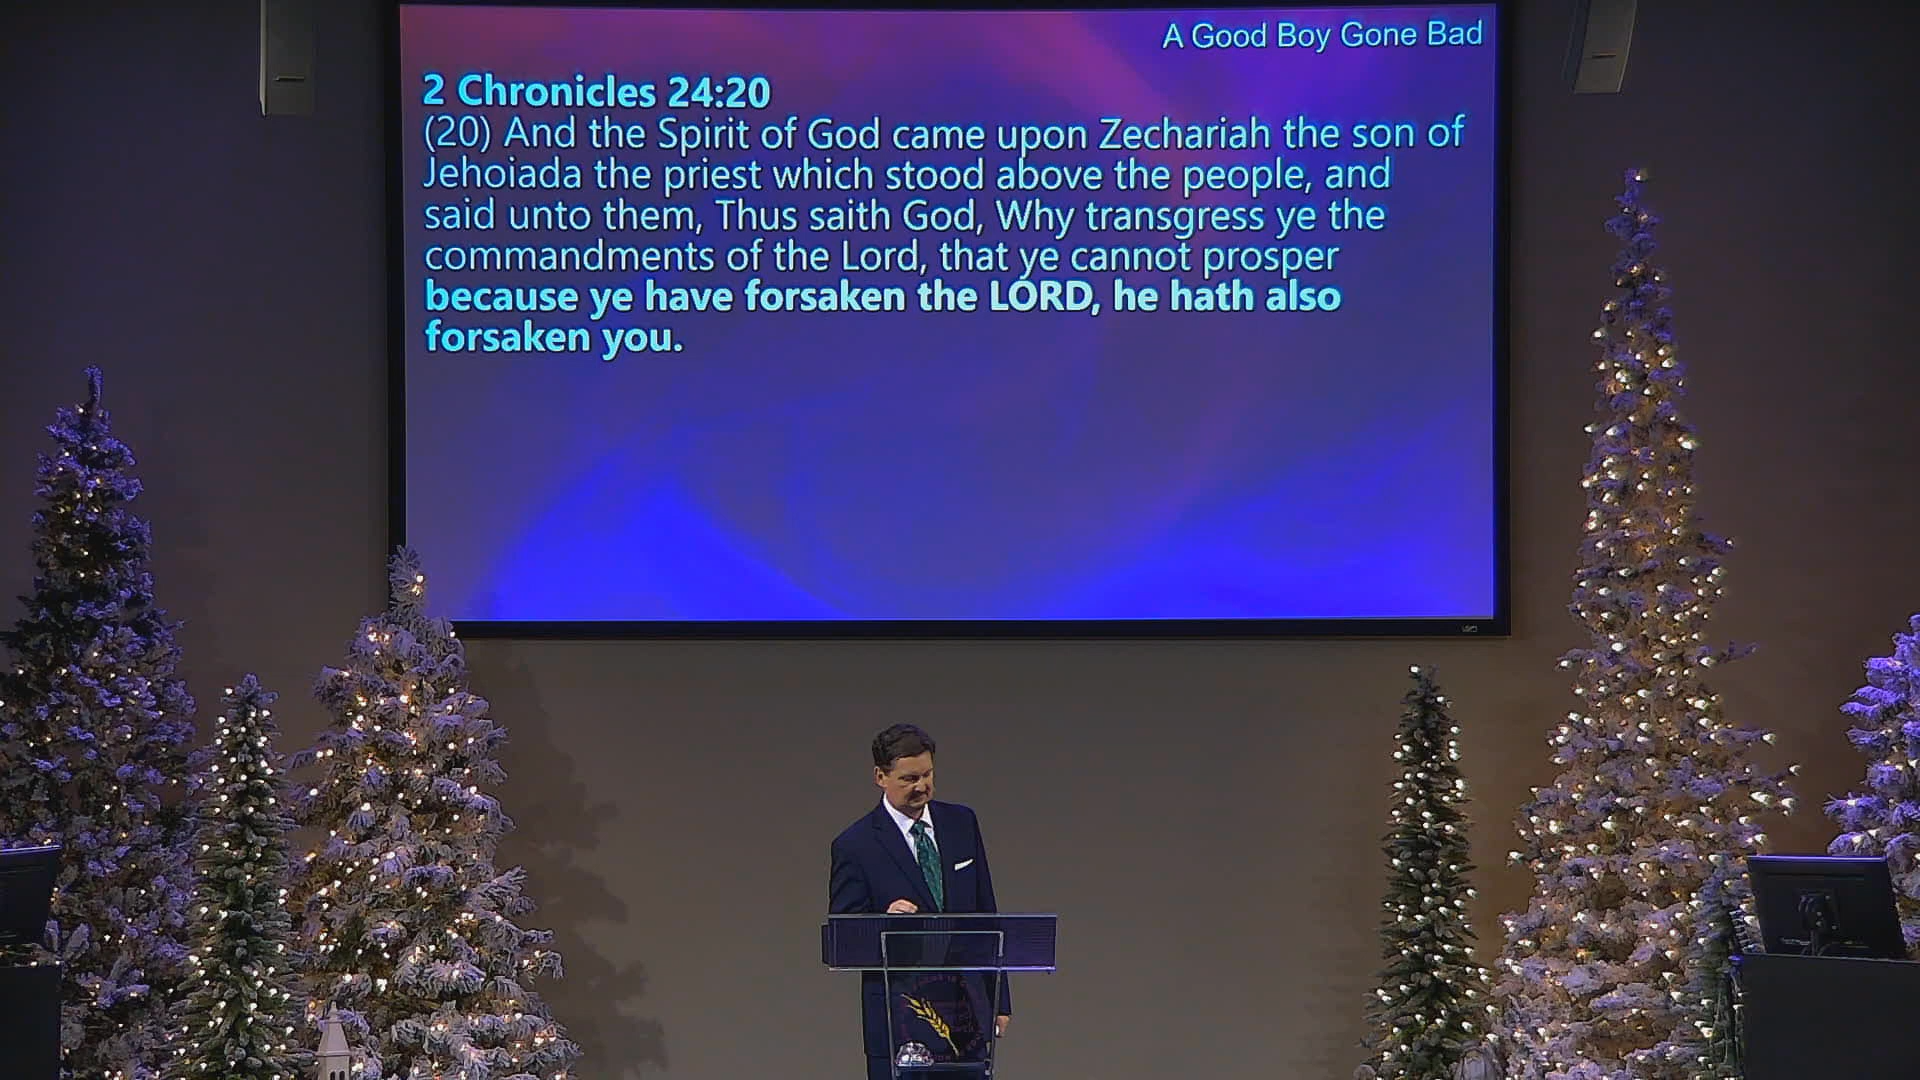 A Good Boy Gone Bad
2 Chronicles 24:20
(20) And the Spirit of God came upon Zechariah the son of
Jehoiada the priest which stood above the people, and
said unto them, Thus saith God, Why transgress ye the
commandments of the Lord, that ye cannot prosper
because ye have forsaken the LORD, he hath also
forsaken you.